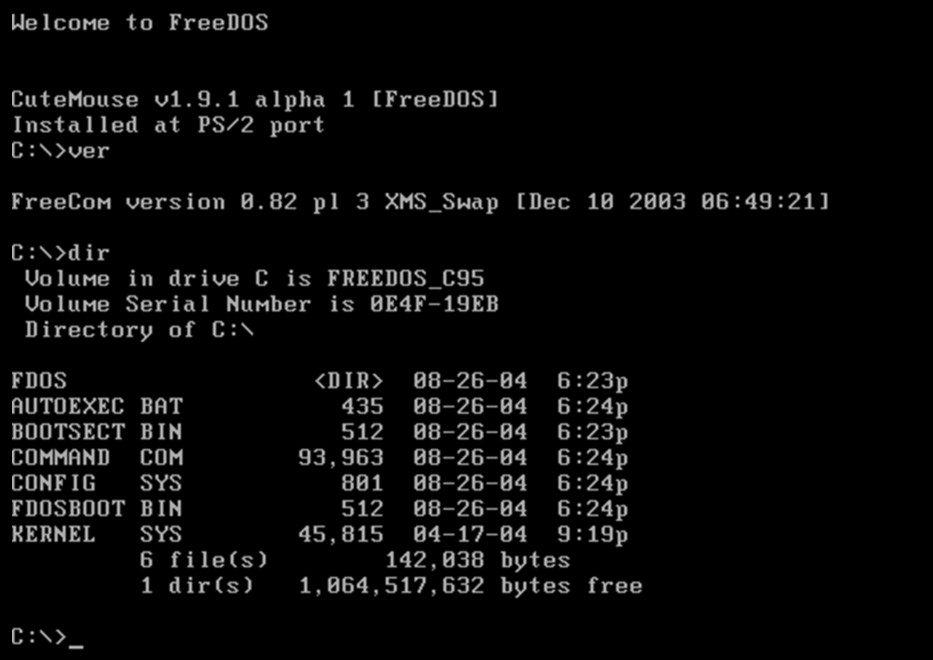 Welcome to FreeDOS
CuteMouse v1.9.1 alpha 1 [FreeDOS]
Installed at PS/2 port
C:\>ver
FreeCom version 0.82 pl 3 XMS_Swap [Dec 10 2003 06:49:21]
C:\>dir
 Volume in drive C is FREEDOS_C95
 Volume Serial Number is 0E4F-19EB
 Directory of C:\
FDOS                 <DIR>  08-26-04  6:23p
AUTOEXEC BAT           435  08-26-04  6:24p
BOOTSECT BIN           512  08-26-04  6:23p
COMMAND  COM        93,963  08-26-04  6:24p
CONFIG   SYS           801  08-26-04  6:24p
FDOSBOOT BIN           512  08-26-04  6:24p
KERNEL   SYS        45,815  04-17-04  9:19p
         6 file(s)        142,038 bytes
         1 dir(s)   1,064,517,632 bytes free
C:\>_